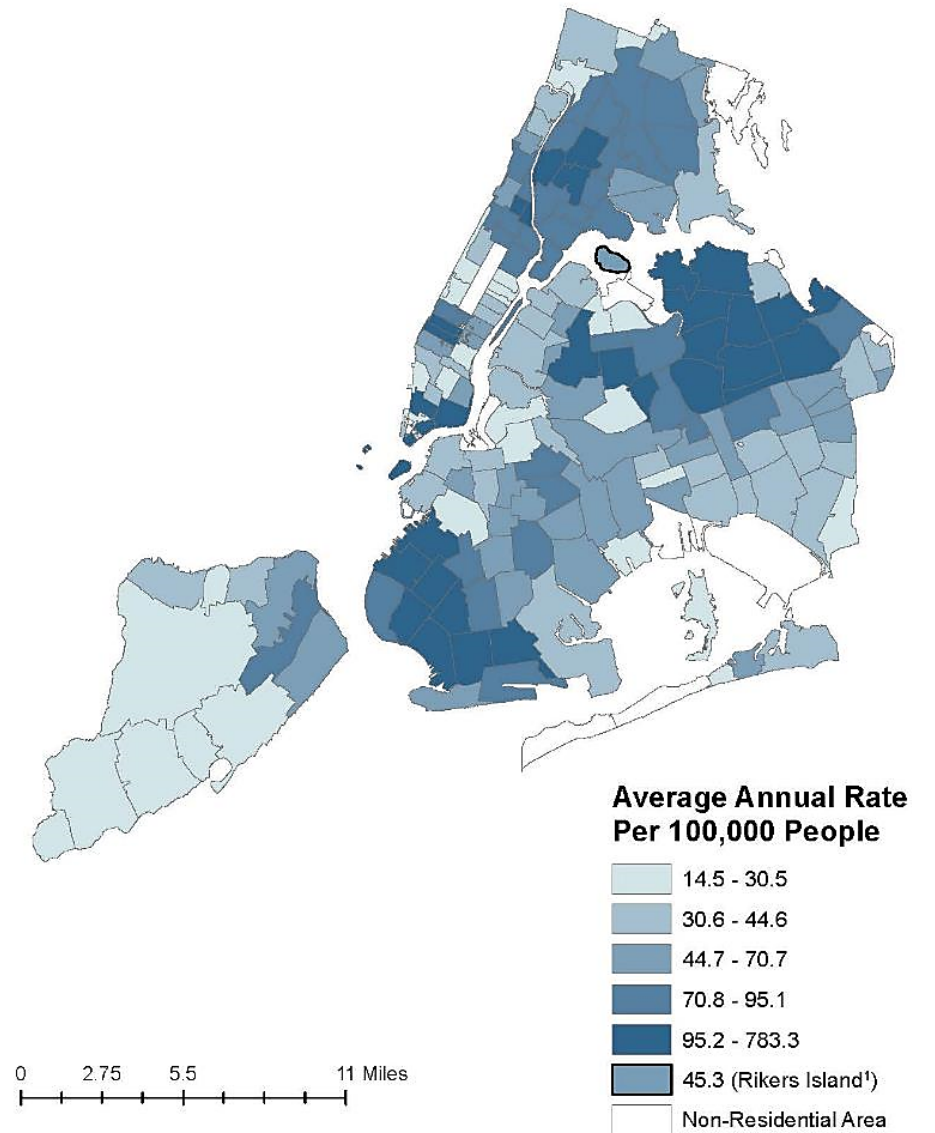 Average Annual Rate
Per 100,000 People
14.5 - 30.5
30.6 - 44.6
44.7 - 70.7
70.8 - 95.1
95.2 - 783.3
45.3 (Rikers Island¹)
Non-Residential Area
0 2.75 5.5 11 Miles